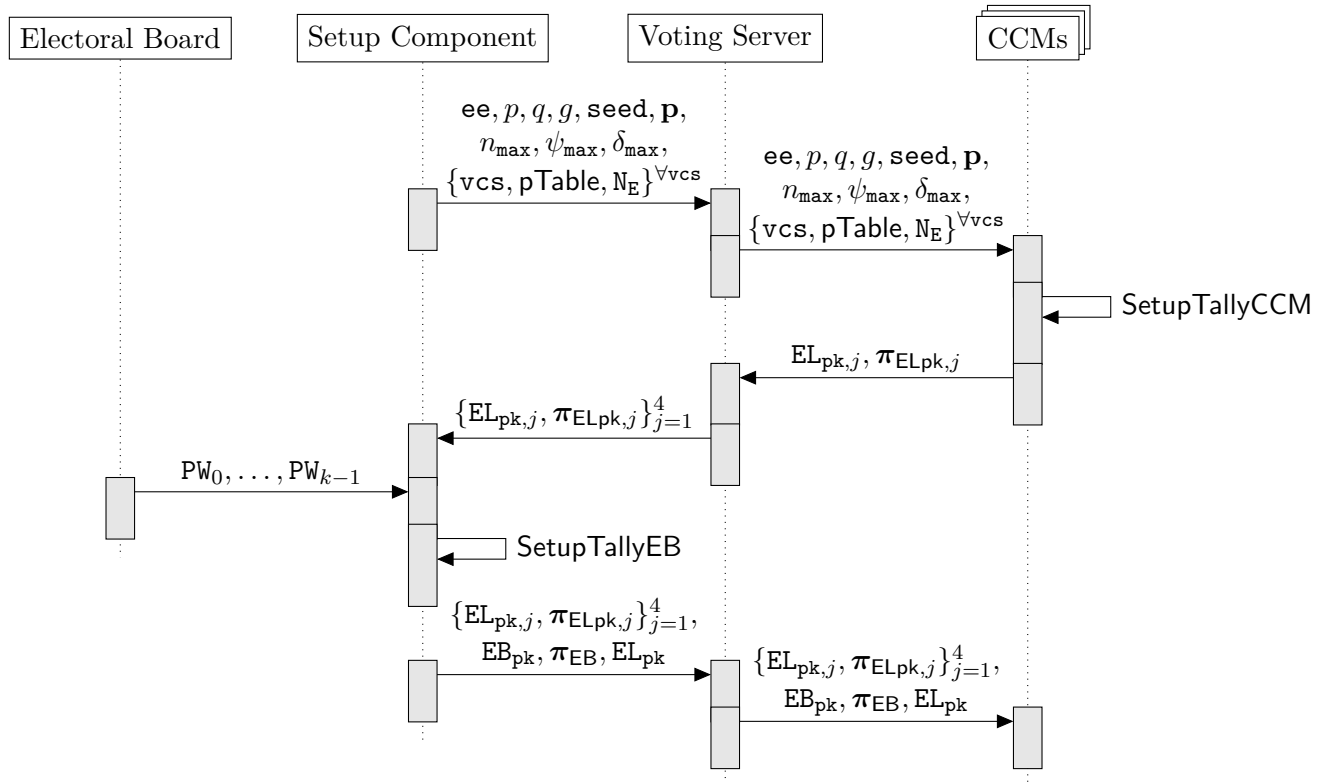 Electoral Board
Setup Component
Voting Server
CCMs
ee, p, q, g, seed, p,
n_max, ψ_max, δ_max,
{vcs, pTable, N_E}^∀vcs
ee, p, q, g, seed, p,
n_max, ψ_max, δ_max,
{vcs, pTable, N_E}^∀vcs
SetupTallyCCM
EL_pk,j, π_ELpk,j
{EL_pk,j, π_ELpk,j}^4_j=1
PW_0, ..., PW_k−1
SetupTallyEB
{EL_pk,j, π_ELpk,j}^4_j=1,
EB_pk, π_EB, EL_pk
{EL_pk,j, π_ELpk,j}^4_j=1,
EB_pk, π_EB, EL_pk